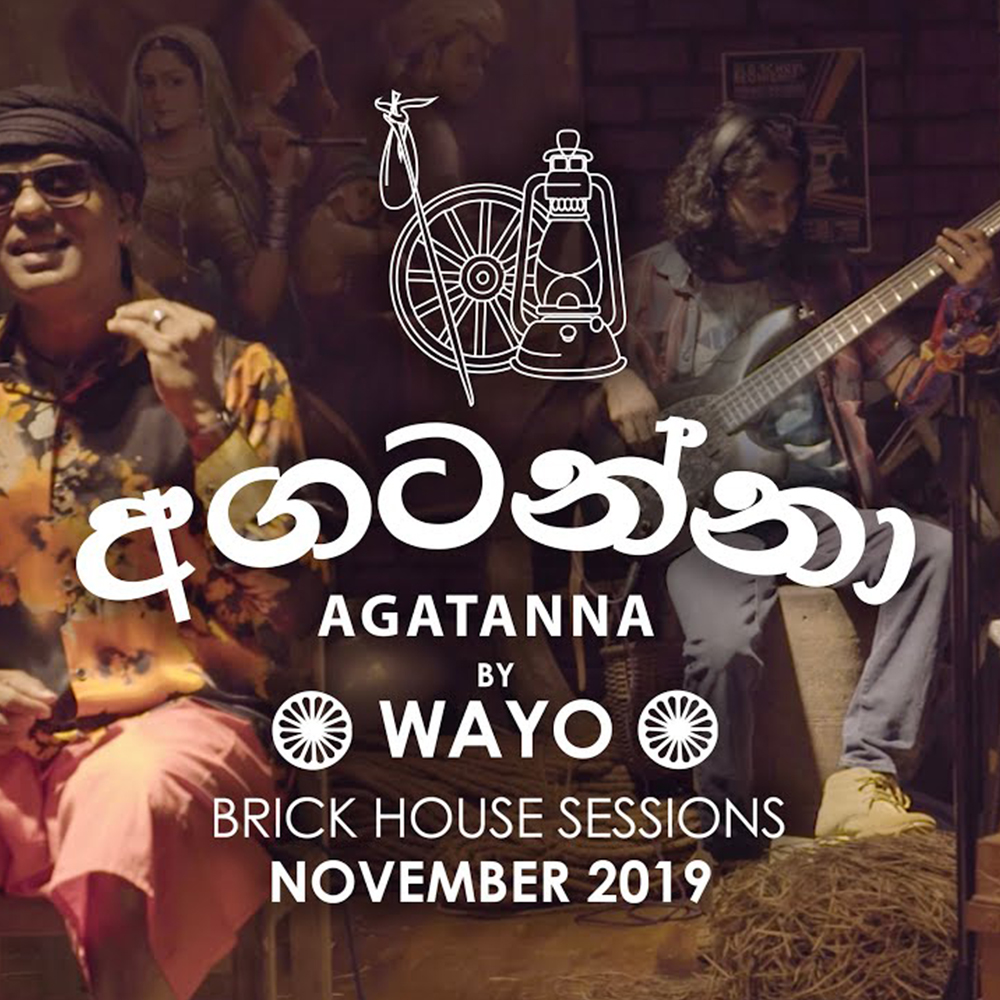 අගටන්නා
AGATANNA
BY
WAYO
BRICK HOUSE SESSIONS
NOVEMBER 2019